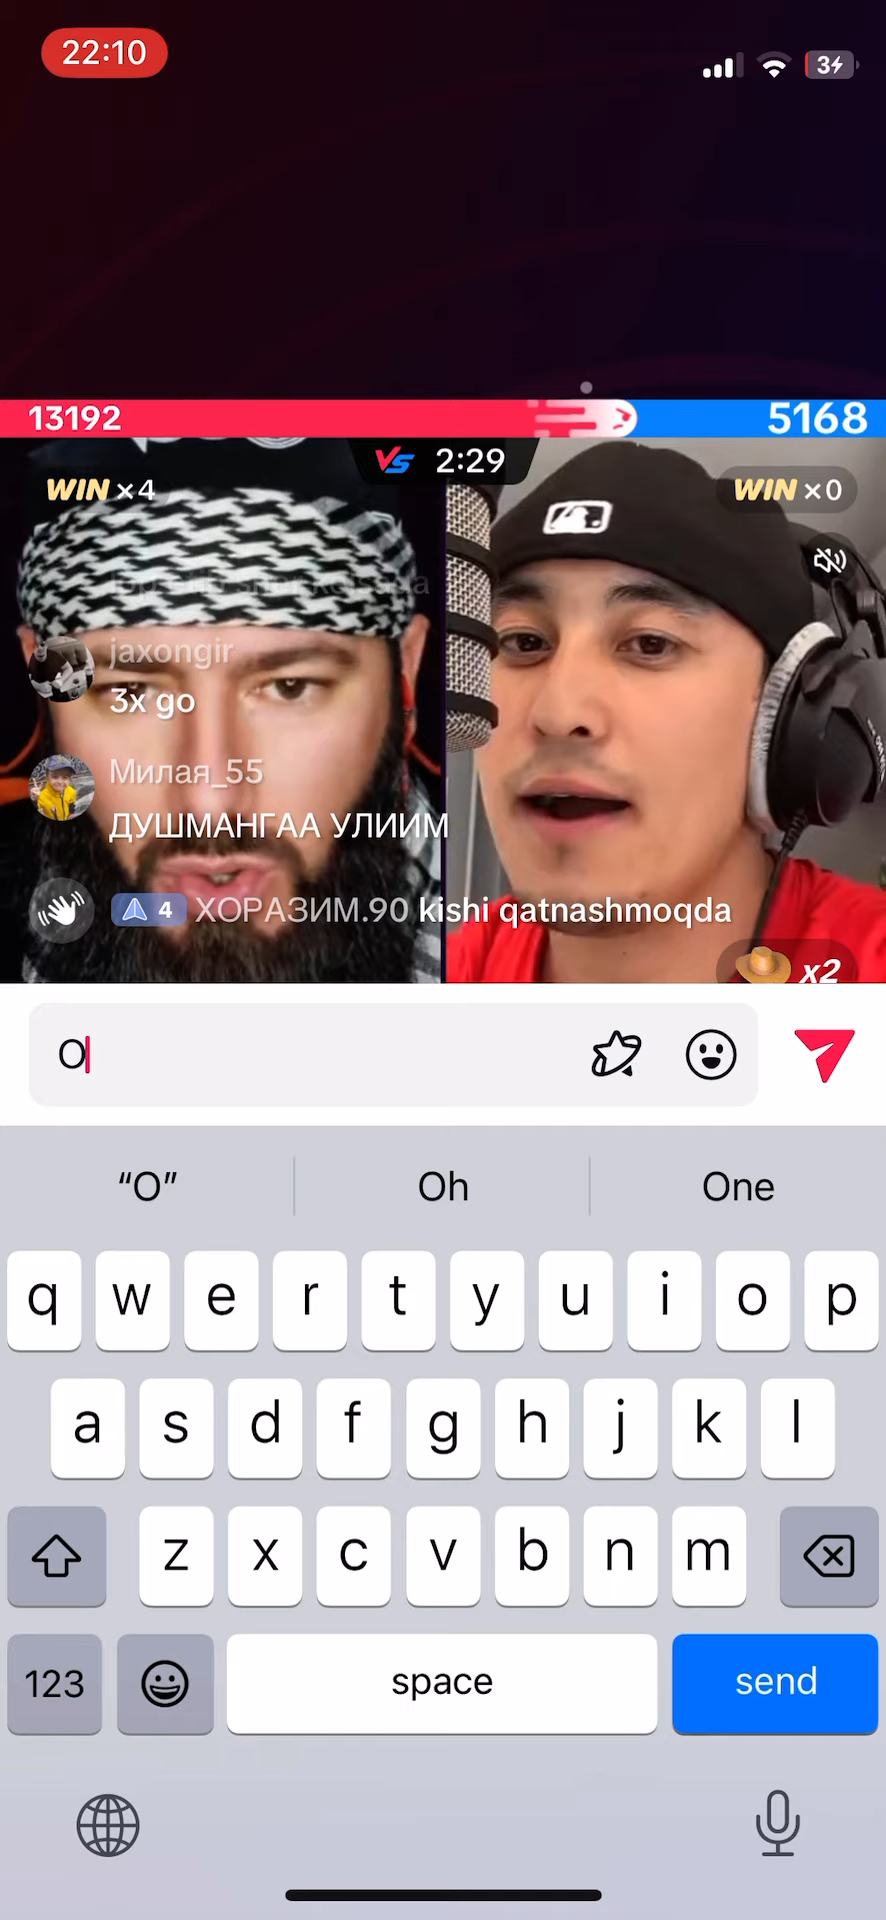 22:10
3
13192
5168
VS 2:29
WIN ×4
WIN ×0
jaxongir
3x go
Милая_55
ДУШМАНГАА УЛИИМ
4 ХОРАЗИМ.90 kishi qatnashmoqda
x2
O
“O” Oh One
q w e r t y u i o p
a s d f g h j k l
z x c v b n m
123 space send